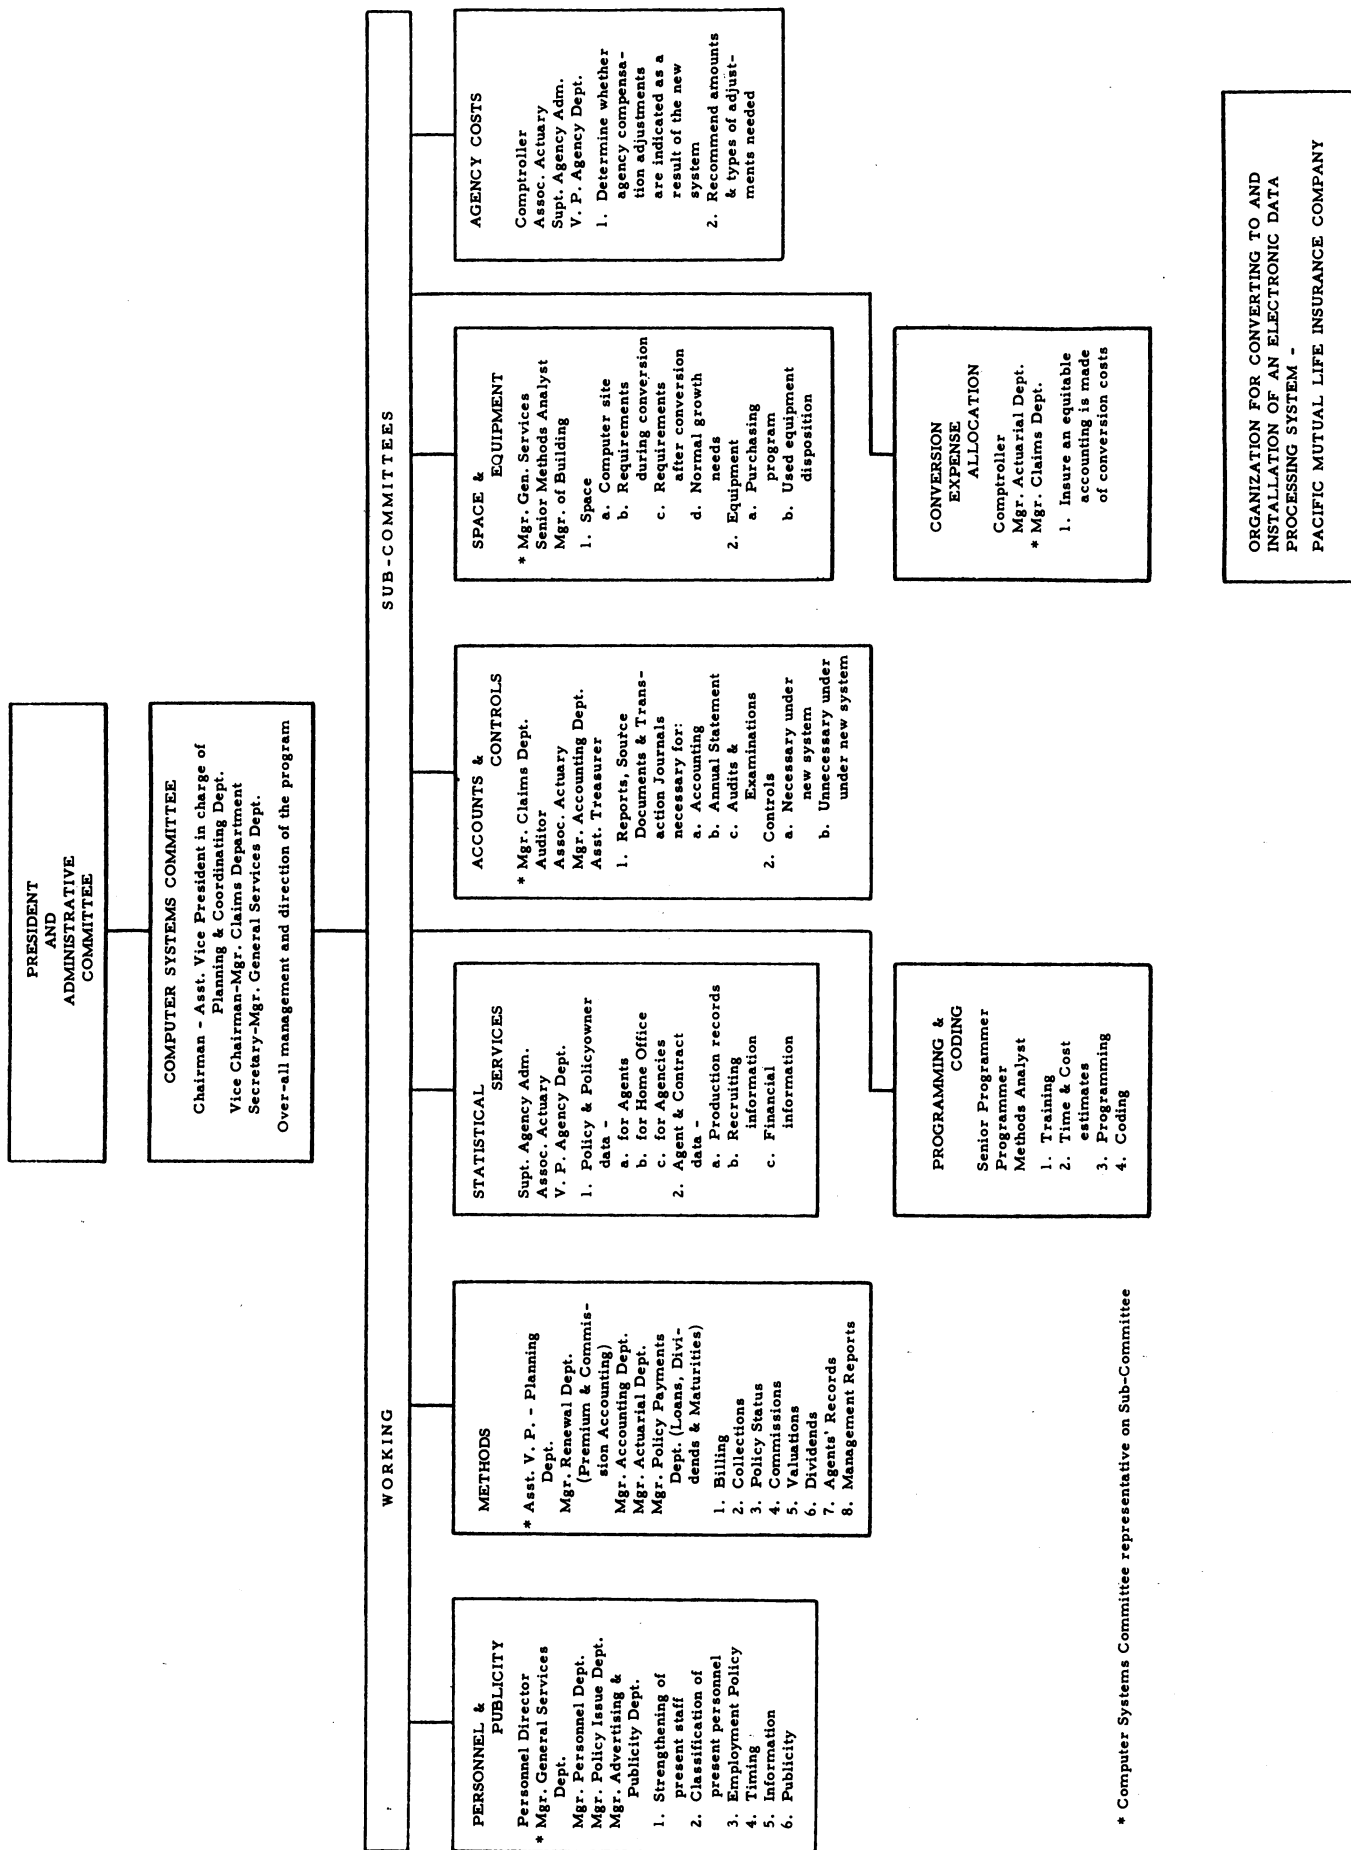 PRESIDENT
AND
ADMINISTRATIVE
COMMITTEE
COMPUTER SYSTEMS COMMITTEE
Chairman - Asst. Vice President in charge of
Planning & Coordinating Dept.
Vice Chairman-Mgr. Claims Department
Secretary-Mgr. General Services Dept.
Over-all management and direction of the program
WORKING SUB-COMMITTEES
PERSONNEL &
PUBLICITY
Personnel Director
* Mgr. General Services
Dept.
Mgr. Personnel Dept.
Mgr. Policy Issue Dept.
Mgr. Advertising &
Publicity Dept.
1. Strengthening of
present staff
2. Classification of
present personnel
3. Employment Policy
4. Timing
5. Information
6. Publicity
METHODS
* Asst. V. P. - Planning
Dept.
Mgr. Renewal Dept.
(Premium & Commis-
sion Accounting)
Mgr. Accounting Dept.
Mgr. Actuarial Dept.
Mgr. Policy Payments
Dept. (Loans, Divi-
dends & Maturities)
1. Billing
2. Collections
3. Policy Status
4. Commissions
5. Valuations
6. Dividends
7. Agents' Records
8. Management Reports
STATISTICAL
SERVICES
Supt. Agency Adm.
Assoc. Actuary
V. P. Agency Dept.
1. Policy & Policyowner
data -
a. for Agents
b. for Home Office
c. for Agencies
2. Agent & Contract
data -
a. Production records
b. Recruiting
information
c. Financial
information
ACCOUNTS &
CONTROLS
* Mgr. Claims Dept.
Auditor
Assoc. Actuary
Mgr. Accounting Dept.
Asst. Treasurer
1. Reports, Source
Documents & Trans-
action Journals
necessary for:
a. Accounting
b. Annual Statement
c. Audits &
Examinations
2. Controls
a. Necessary under
new system
b. Unnecessary under
under new system
SPACE &
EQUIPMENT
* Mgr. Gen. Services
Senior Methods Analyst
Mgr. of Building
1. Space
a. Computer site
b. Requirements
during conversion
c. Requirements
after conversion
d. Normal growth
needs
2. Equipment
a. Purchasing
program
b. Used equipment
disposition
AGENCY COSTS
Comptroller
Assoc. Actuary
Supt. Agency Adm.
V. P. Agency Dept.
1. Determine whether
agency compensa-
tion adjustments
are indicated as a
result of the new
system
2. Recommend amounts
& types of adjust-
ments needed
PROGRAMMING &
CODING
Senior Programmer
Programmer
Methods Analyst
1. Training
2. Time & Cost
estimates
3. Programming
4. Coding
CONVERSION
EXPENSE
ALLOCATION
Comptroller
Mgr. Actuarial Dept.
* Mgr. Claims Dept.
1. Insure an equitable
accounting is made
of conversion costs
* Computer Systems Committee representative on Sub-Committee
ORGANIZATION FOR CONVERTING TO AND
INSTALLATION OF AN ELECTRONIC DATA
PROCESSING SYSTEM -
PACIFIC MUTUAL LIFE INSURANCE COMPANY